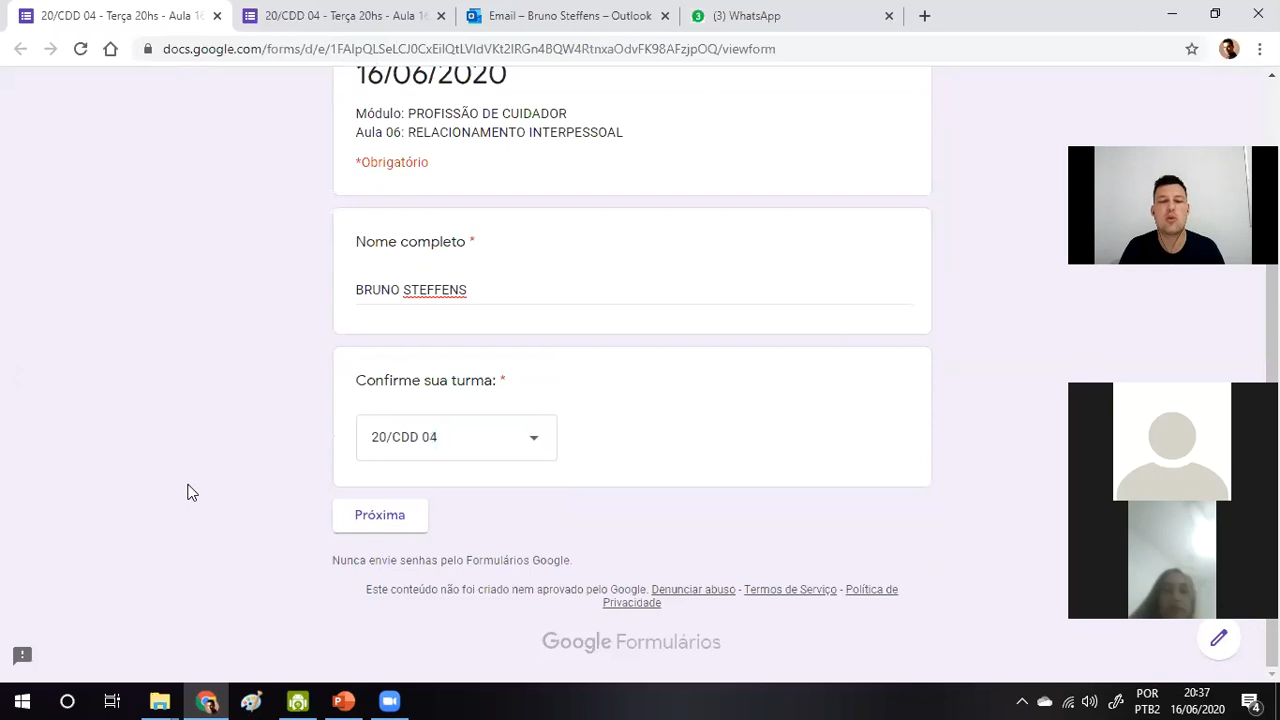 20/CDD 04 - Terça 20hs - Aula 16
20/CDD 04 - Terça 20hs - Aula 16
Email – Bruno Steffens – Outlook
(3) WhatsApp
docs.google.com/forms/d/e/1FAIpQLSeLCJ0CxEiIQtLVIdVKt2IRGn4BQW4RtnxaOdvFK98AFzjpOQ/viewform
16/06/2020
Módulo: PROFISSÃO DE CUIDADOR
Aula 06: RELACIONAMENTO INTERPESSOAL
*Obrigatório
Nome completo *
BRUNO STEFFENS
Confirme sua turma: *
20/CDD 04
Próxima
Nunca envie senhas pelo Formulários Google.
Este conteúdo não foi criado nem aprovado pelo Google. Denunciar abuso - Termos de Serviço - Política de
Privacidade
Google Formulários
POR
PTB2
20:37
16/06/2020
4